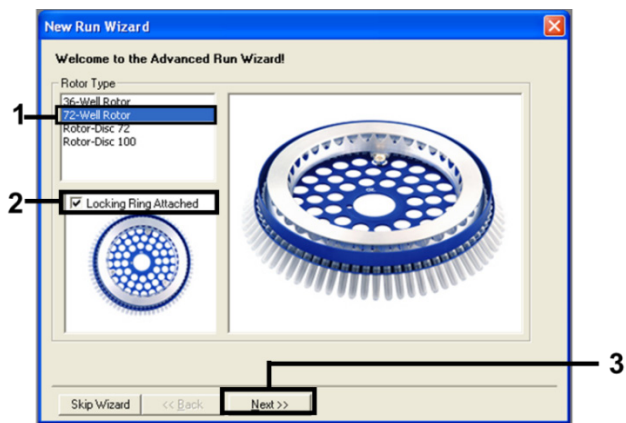 New Run Wizard
Welcome to the Advanced Run Wizard!
Rotor Type
36-Well Rotor
1
72-Well Rotor
Rotor-Disc 72
Rotor-Disc 100
2
Locking Ring Attached
3
Skip Wizard
<< Back
Next >>